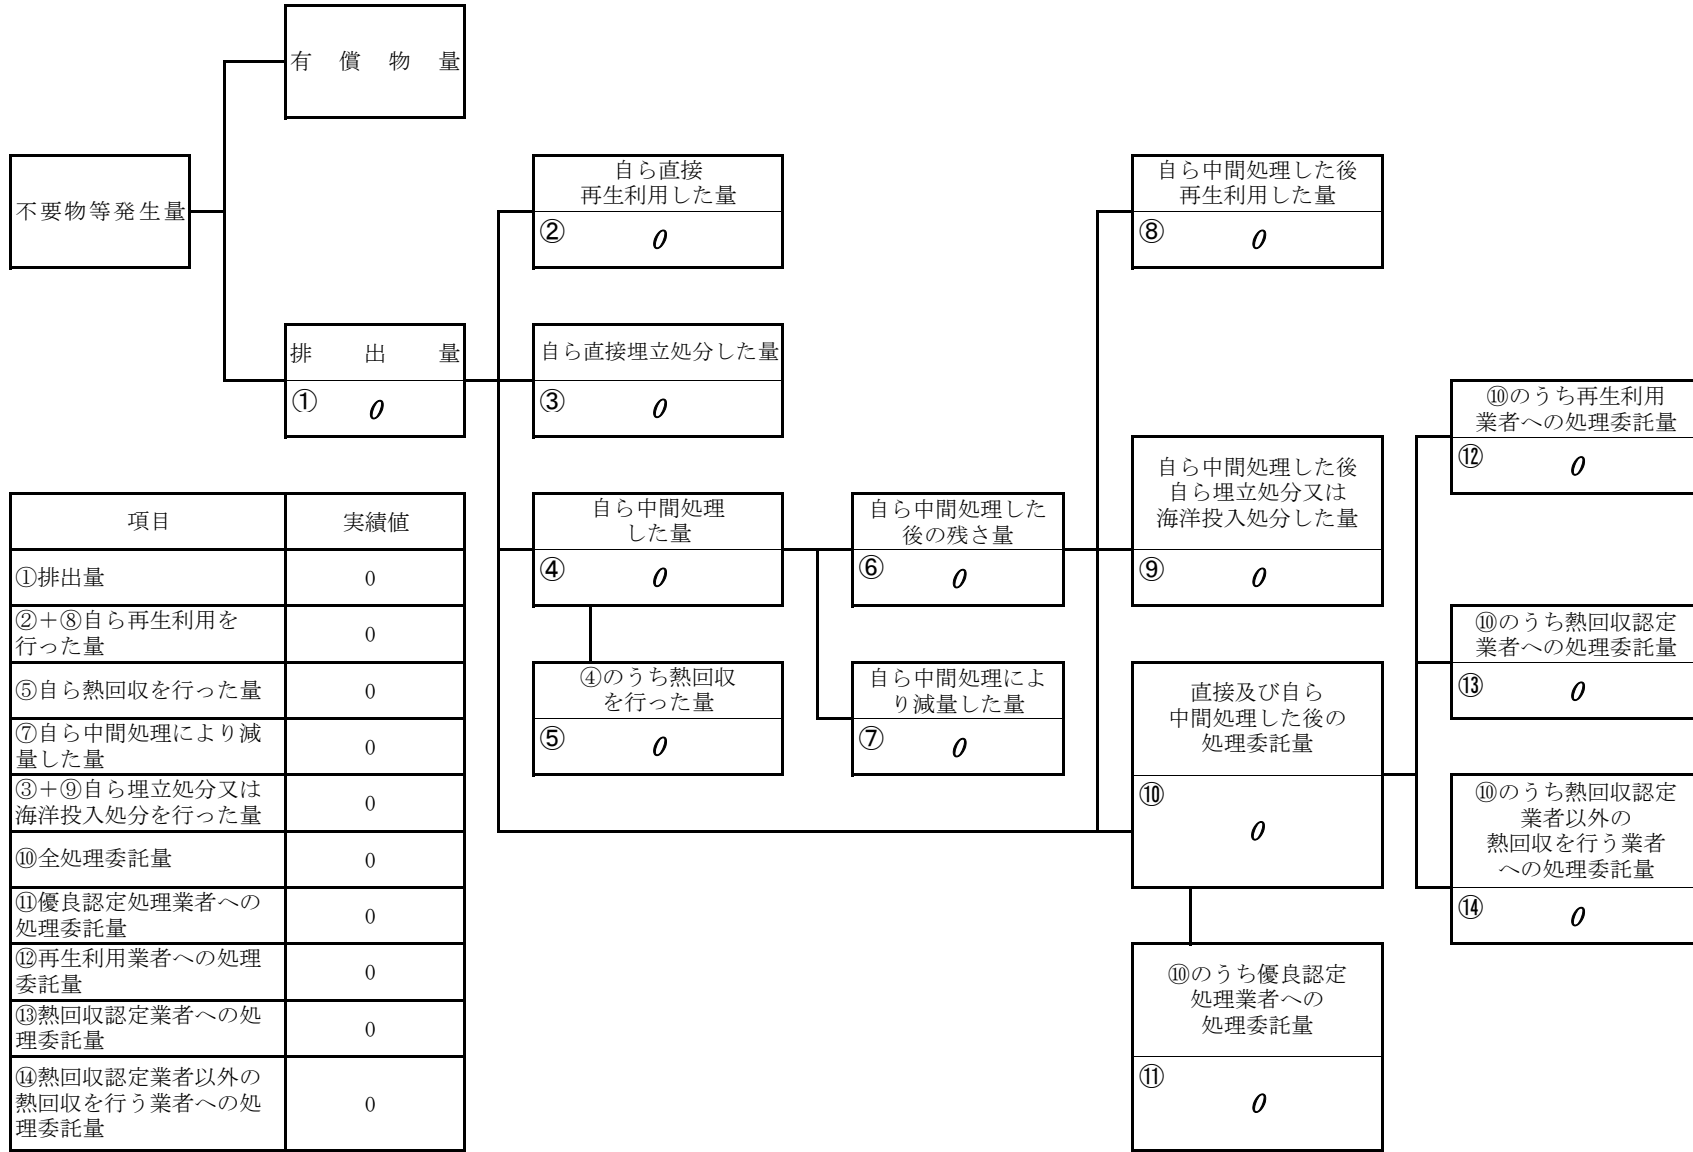 有償物量
不要物等発生量
排出量
① 0
自ら直接
再生利用した量
② 0
自ら直接埋立処分した量
③ 0
自ら中間処理
した量
④ 0
④のうち熱回収
を行った量
⑤ 0
自ら中間処理した
後の残さ量
⑥ 0
自ら中間処理によ
り減量した量
⑦ 0
自ら中間処理した後
再生利用した量
⑧ 0
自ら中間処理した後
自ら埋立処分又は
海洋投入処分した量
⑨ 0
直接及び自ら
中間処理した後の
処理委託量
⑩
0
⑩のうち優良認定
処理業者への
処理委託量
⑪
0
⑩のうち再生利用
業者への処理委託量
⑫ 0
⑩のうち熱回収認定
業者への処理委託量
⑬ 0
⑩のうち熱回収認定
業者以外の
熱回収を行う業者
への処理委託量
⑭ 0
項目 実績値
①排出量 0
②＋⑧自ら再生利用を
行った量 0
⑤自ら熱回収を行った量 0
⑦自ら中間処理により減
量した量 0
③＋⑨自ら埋立処分又は
海洋投入処分を行った量 0
⑩全処理委託量 0
⑪優良認定処理業者への
処理委託量 0
⑫再生利用業者への処理
委託量 0
⑬熱回収認定業者への処
理委託量 0
⑭熱回収認定業者以外の
熱回収を行う業者への処 0
理委託量